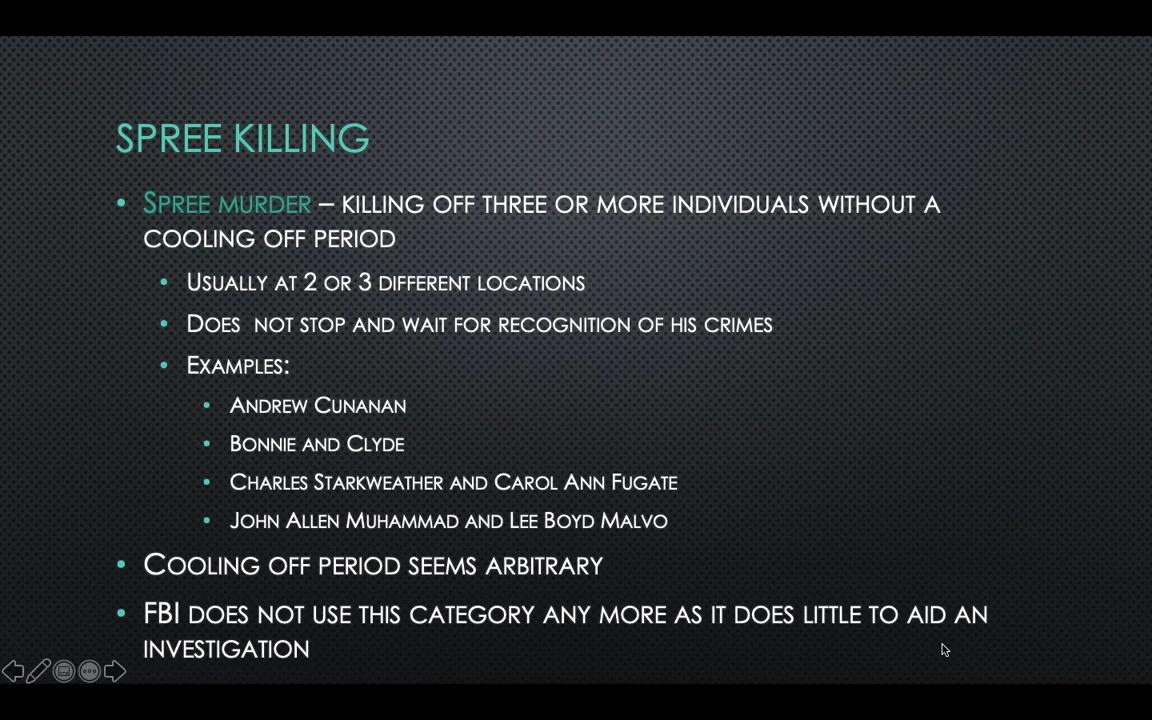 SPREE KILLING
• SPREE MURDER – KILLING OFF THREE OR MORE INDIVIDUALS WITHOUT A
COOLING OFF PERIOD
• USUALLY AT 2 OR 3 DIFFERENT LOCATIONS
• DOES NOT STOP AND WAIT FOR RECOGNITION OF HIS CRIMES
• EXAMPLES:
• ANDREW CUNANAN
• BONNIE AND CLYDE
• CHARLES STARKWEATHER AND CAROL ANN FUGATE
• JOHN ALLEN MUHAMMAD AND LEE BOYD MALVO
• COOLING OFF PERIOD SEEMS ARBITRARY
• FBI DOES NOT USE THIS CATEGORY ANY MORE AS IT DOES LITTLE TO AID AN
INVESTIGATION